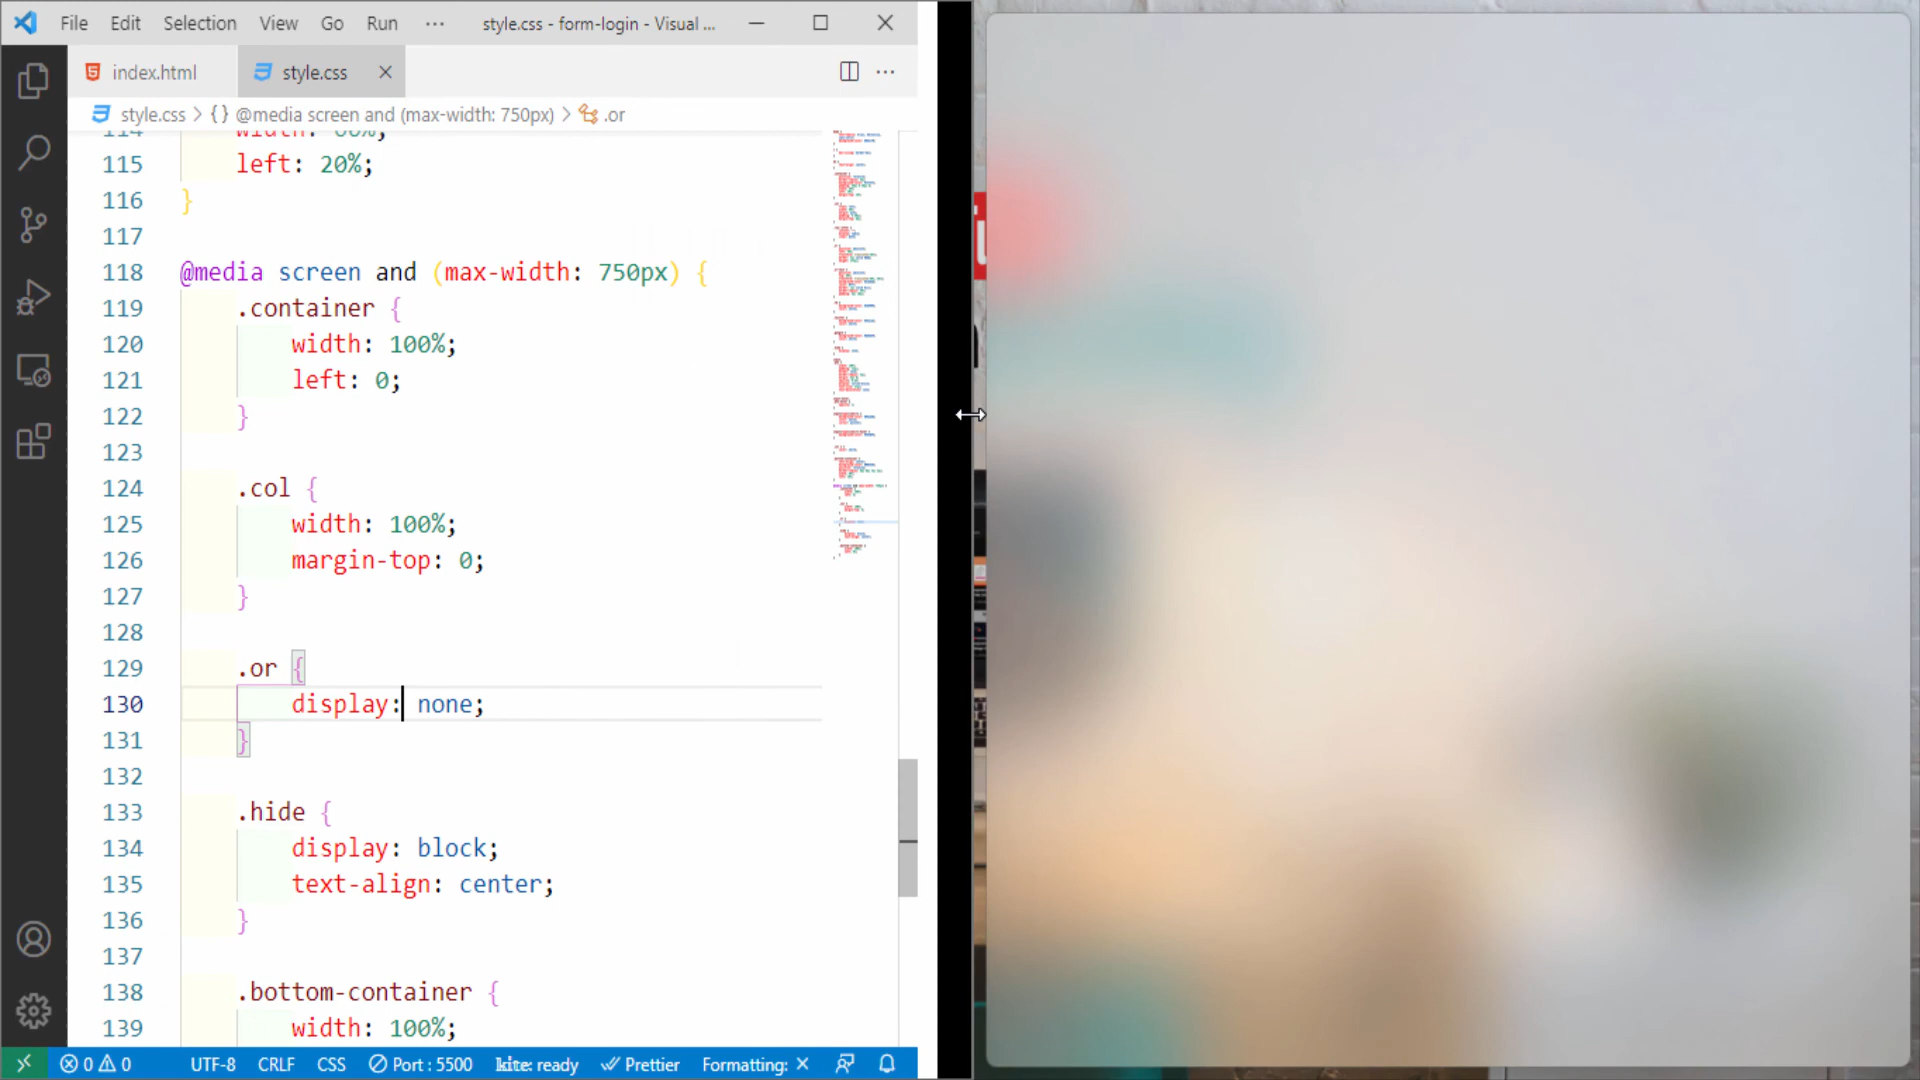 File Edit Selection View Go Run ··· style.css - form-login - Visual ...
index.html style.css
style.css > {} @media screen and (max-width: 750px) > .or
115 left: 20%;
116 }
117
118 @media screen and (max-width: 750px) {
119 .container {
120 width: 100%;
121 left: 0;
122 }
123
124 .col {
125 width: 100%;
126 margin-top: 0;
127 }
128
129 .or {
130 display: none;
131 }
132
133 .hide {
134 display: block;
135 text-align: center;
136 }
137
138 .bottom-container {
139 width: 100%;
0 0 UTF-8 CRLF CSS Port : 5500 kite: ready Prettier Formatting: ×